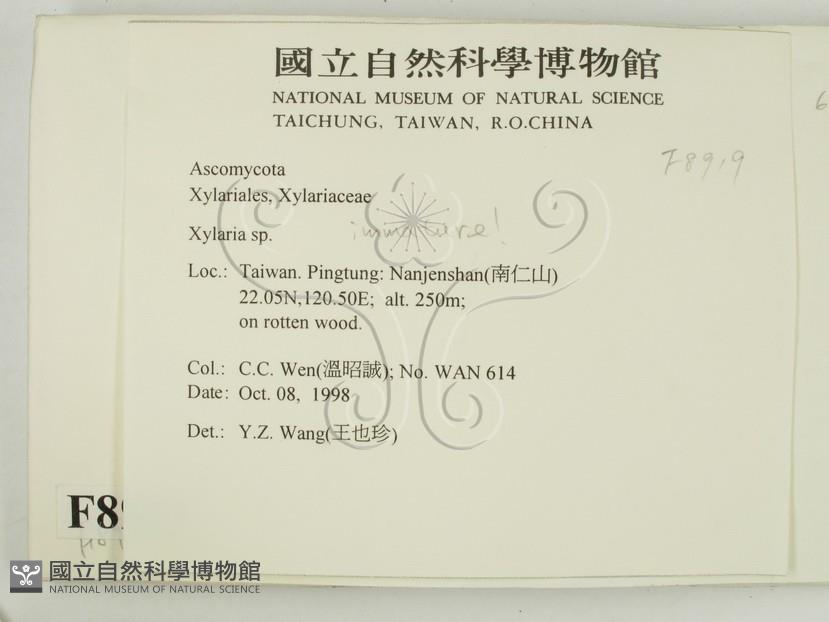 國立自然科學博物館
NATIONAL MUSEUM OF NATURAL SCIENCE
TAICHUNG, TAIWAN, R.O.CHINA
F8919
Ascomycota
Xylariales, Xylariaceae
Xylaria sp. immature!
Loc.: Taiwan. Pingtung: Nanjenshan(南仁山)
22.05N,120.50E; alt. 250m;
on rotten wood.
Col.: C.C. Wen(溫昭誠); No. WAN 614
Date: Oct. 08, 1998
Det.: Y.Z. Wang(王也珍)
F89
國立自然科學博物館
NATIONAL MUSEUM OF NATURAL SCIENCE